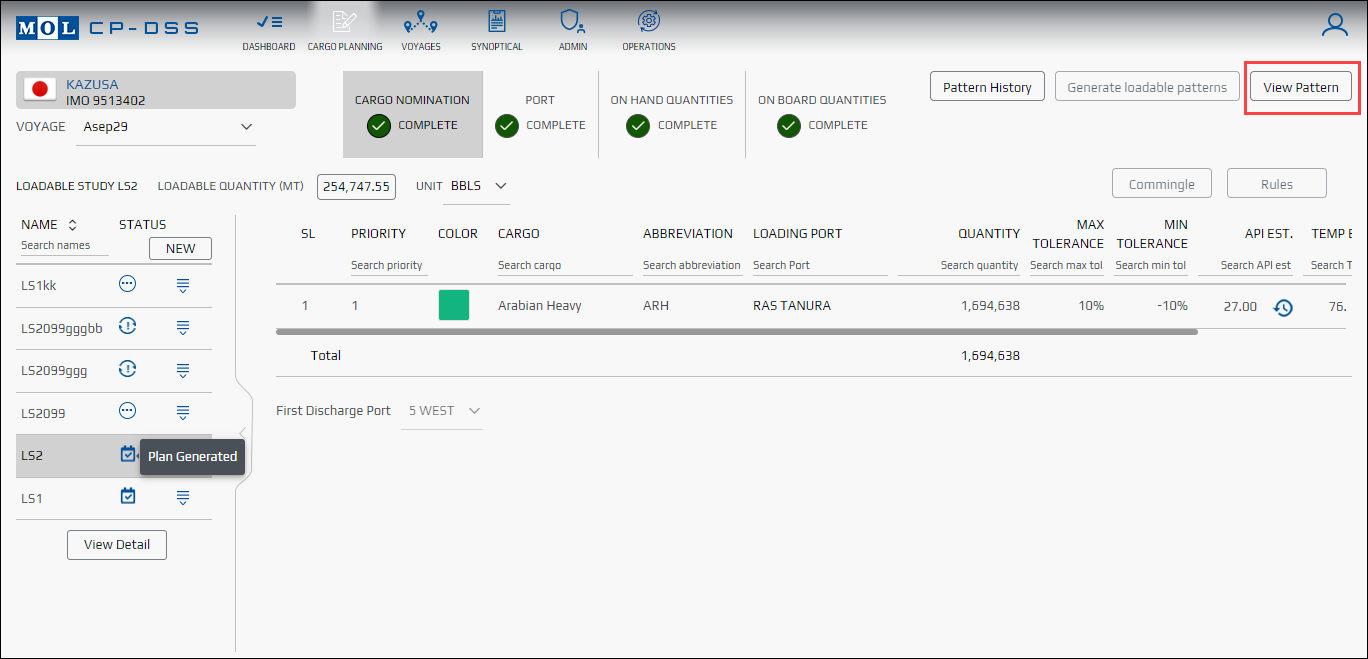 MOL CP-DSS
DASHBOARD
CARGO PLANNING
VOYAGES
SYNOPTICAL
ADMIN
OPERATIONS
KAZUSA
IMO 9513402
VOYAGE Asep29
CARGO NOMINATION
COMPLETE
PORT
COMPLETE
ON HAND QUANTITIES
COMPLETE
ON BOARD QUANTITIES
COMPLETE
Pattern History
Generate loadable patterns
View Pattern
LOADABLE STUDY LS2 LOADABLE QUANTITY (MT) 254,747.55 UNIT BBLS
Commingle
Rules
NAME STATUS
Search names NEW
LS1kk
LS2099gggbb
LS2099ggg
LS2099
LS2 Plan Generated
LS1
View Detail
SL PRIORITY COLOR CARGO ABBREVIATION LOADING PORT QUANTITY MAX TOLERANCE MIN TOLERANCE API EST. TEMP E
Search priority Search cargo Search abbreviation Search Port Search quantity Search max tol Search min tol Search API est Search T
1 1 Arabian Heavy ARH RAS TANURA 1,694,638 10% -10% 27.00 76.
Total 1,694,638
First Discharge Port 5 WEST